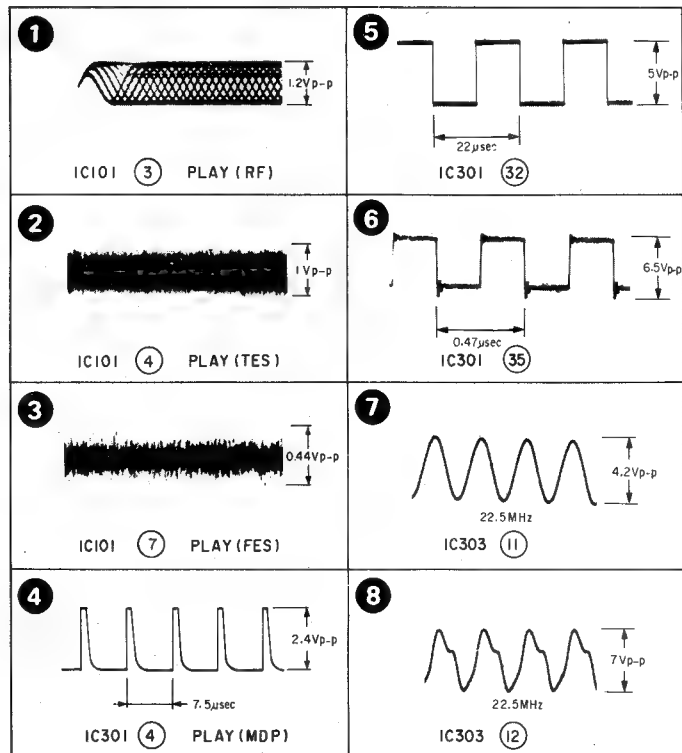 1
1.2Vp-p
IC101 3 PLAY (RF)
2
1Vp-p
IC101 4 PLAY (TES)
3
0.44Vp-p
IC101 7 PLAY (FES)
4
2.4Vp-p
7.5µsec
IC301 4 PLAY (MDP)
5
5Vp-p
22µsec
IC301 32
6
6.5Vp-p
0.47µsec
IC301 35
7
4.2Vp-p
22.5MHz
IC303 11
8
7Vp-p
22.5MHz
IC303 12